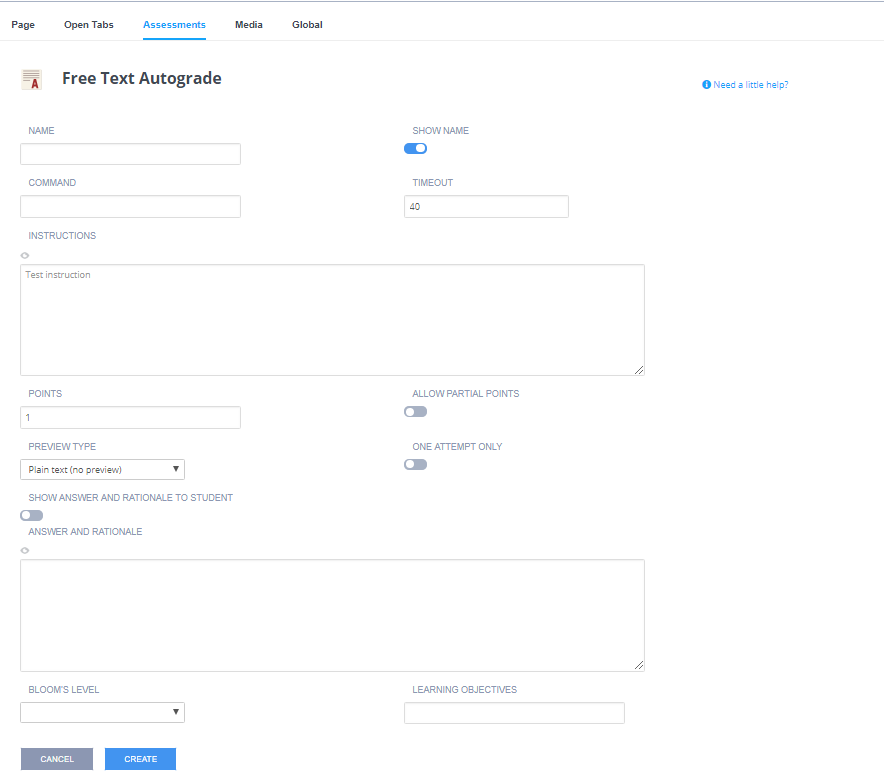 Page Open Tabs Assessments Media Global
A Free Text Autograde
Need a little help?
NAME SHOW NAME
COMMAND TIMEOUT
40
INSTRUCTIONS
Test instruction
POINTS ALLOW PARTIAL POINTS
1
PREVIEW TYPE ONE ATTEMPT ONLY
Plain text (no preview)
SHOW ANSWER AND RATIONALE TO STUDENT
ANSWER AND RATIONALE
BLOOM'S LEVEL LEARNING OBJECTIVES
CANCEL CREATE